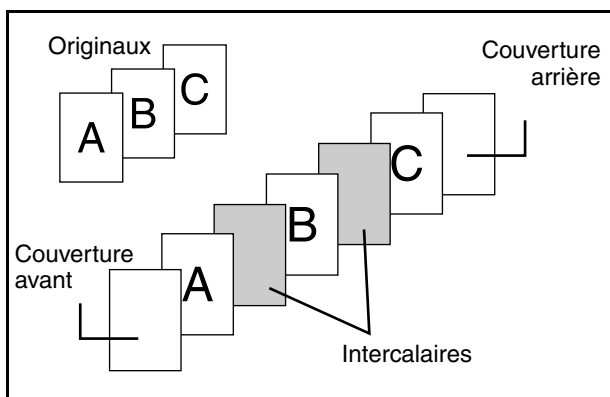 Originaux
A
B
C
Couverture
arrière
C
B
A
Couverture
avant
Intercalaires